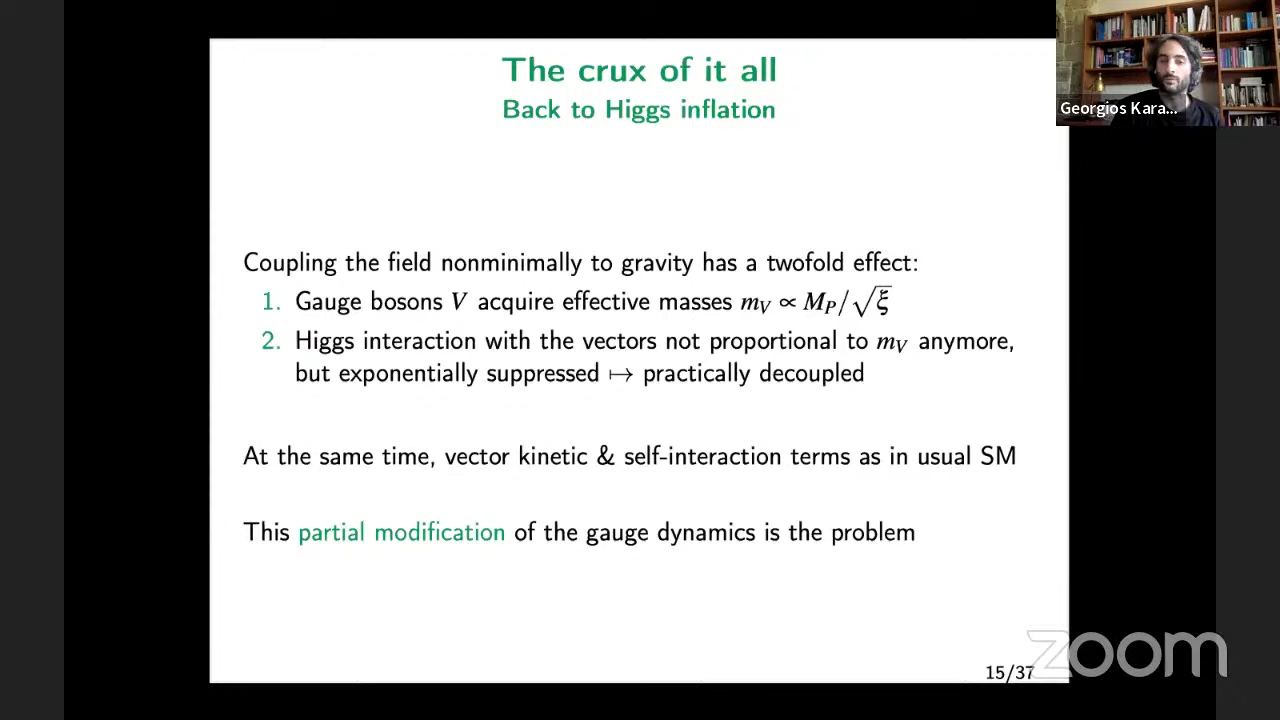 The crux of it all
Back to Higgs inflation
Georgios Kara...
Coupling the field nonminimally to gravity has a twofold effect:
1. Gauge bosons V acquire effective masses m_V ∝ M_P/√ξ
2. Higgs interaction with the vectors not proportional to m_V anymore,
but exponentially suppressed ↦ practically decoupled
At the same time, vector kinetic & self-interaction terms as in usual SM
This partial modification of the gauge dynamics is the problem
15/37
zoom